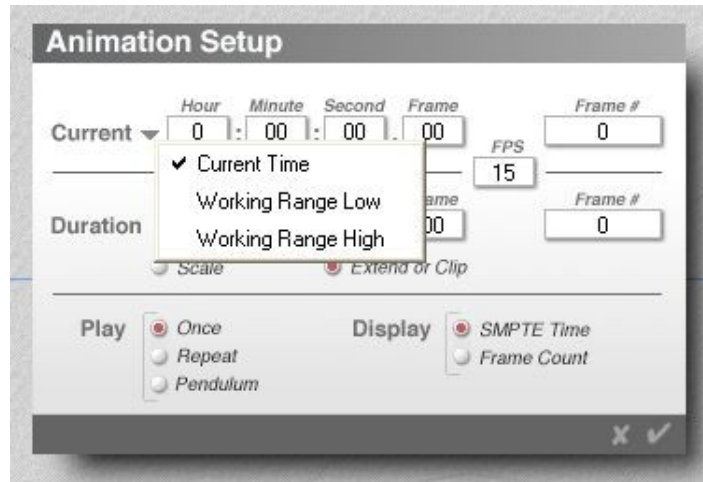 Animation Setup
Hour Minute Second Frame Frame #
Current 0 : 00 : 00 . 00 0
FPS
15
Current Time
Working Range Low
Working Range High
Frame #
Duration 00 0
Scale Extend or Clip
Play Once Display SMPTE Time
Repeat Frame Count
Pendulum